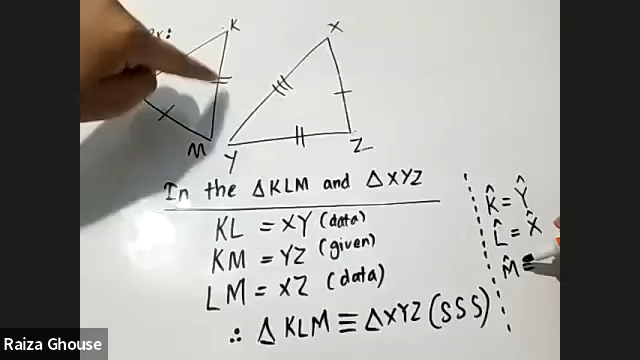 K
X
M
Y
Z
In the ΔKLM and ΔXYZ
KL = XY (data)
KM = YZ (given)
LM = XZ (data)
∴ ΔKLM ≡ ΔXYZ (SSS)
K̂ = Ŷ
L̂ = X̂
M̂
Raiza Ghouse